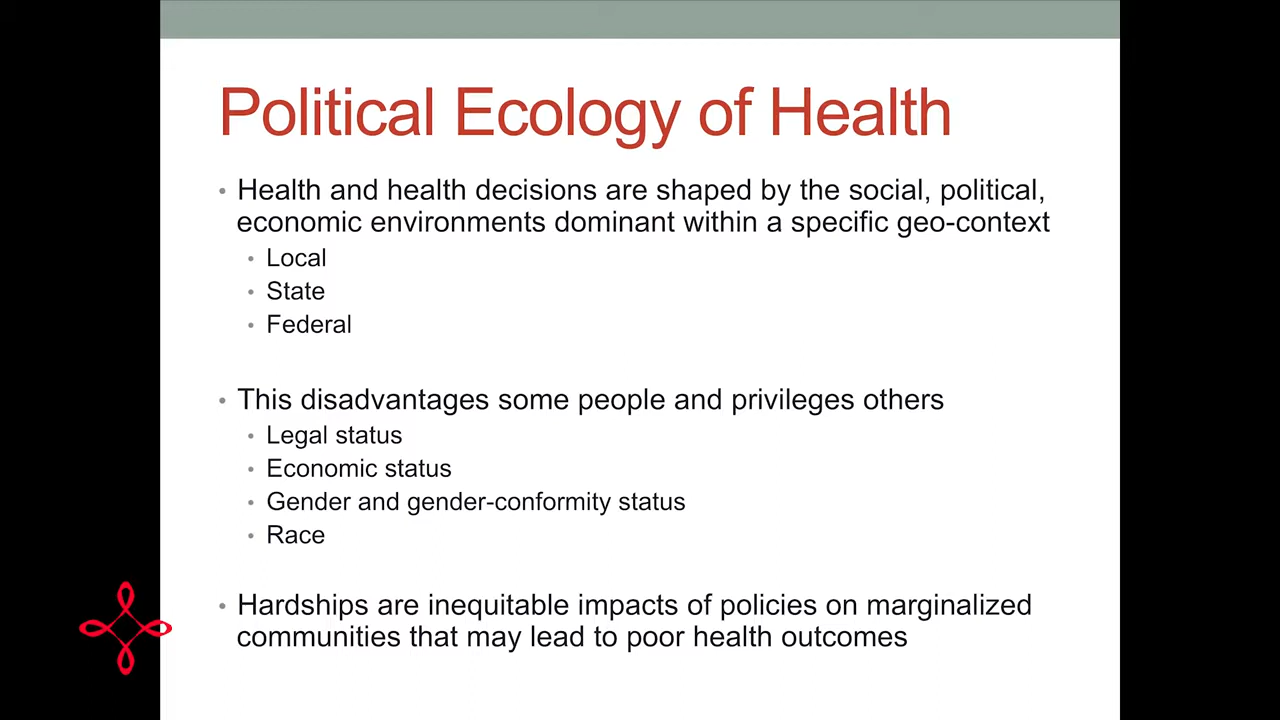 Political Ecology of Health
• Health and health decisions are shaped by the social, political,
economic environments dominant within a specific geo-context
• Local
• State
• Federal
• This disadvantages some people and privileges others
• Legal status
• Economic status
• Gender and gender-conformity status
• Race
• Hardships are inequitable impacts of policies on marginalized
communities that may lead to poor health outcomes